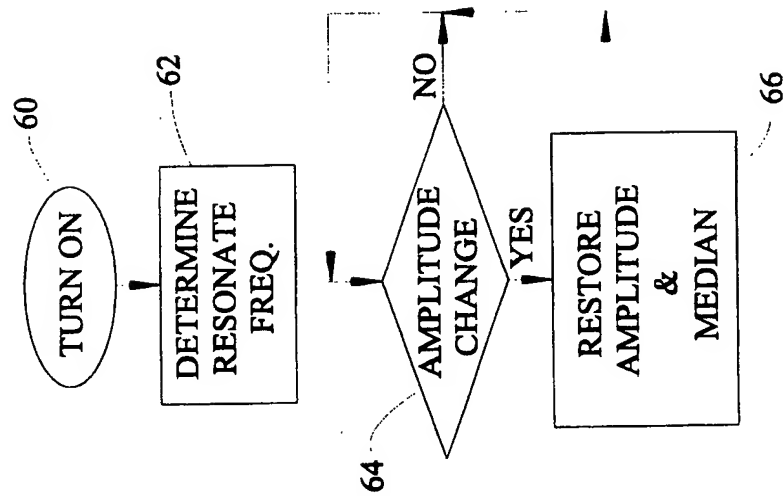 60
TURN ON
62
DETERMINE
RESONATE
FREQ.
64
AMPLITUDE
CHANGE
NO
YES
RESTORE
AMPLITUDE
&
MEDIAN
66